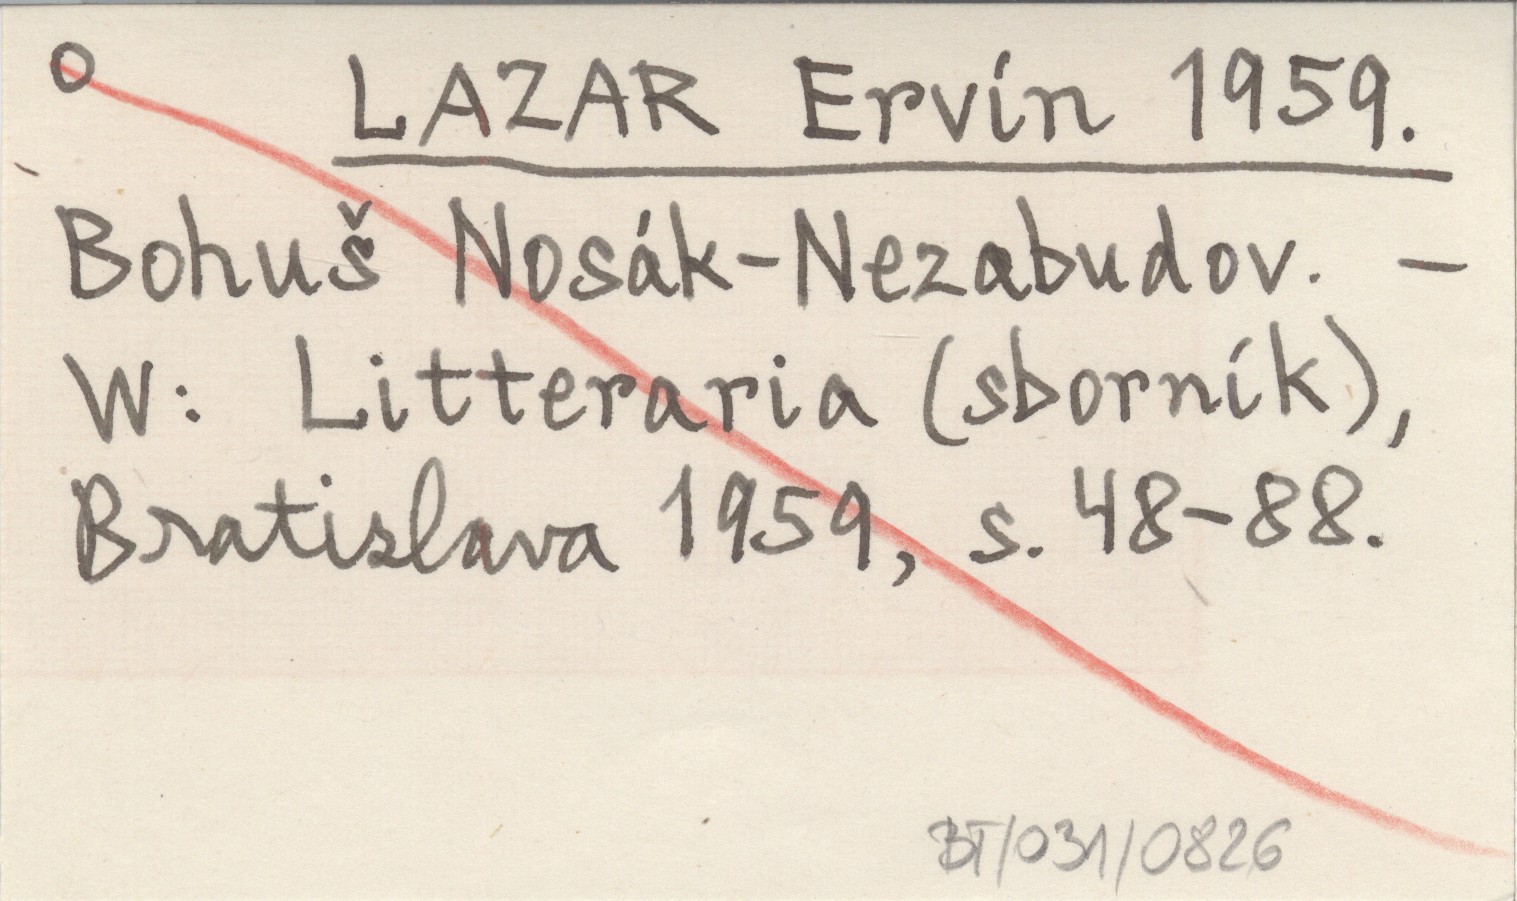 LAZAR Ervín 1959.
Bohuš Nosák-Nezabudov. -
W: Litteraria (sborník),
Bratislava 1959, s. 48-88.
BT/031/0826